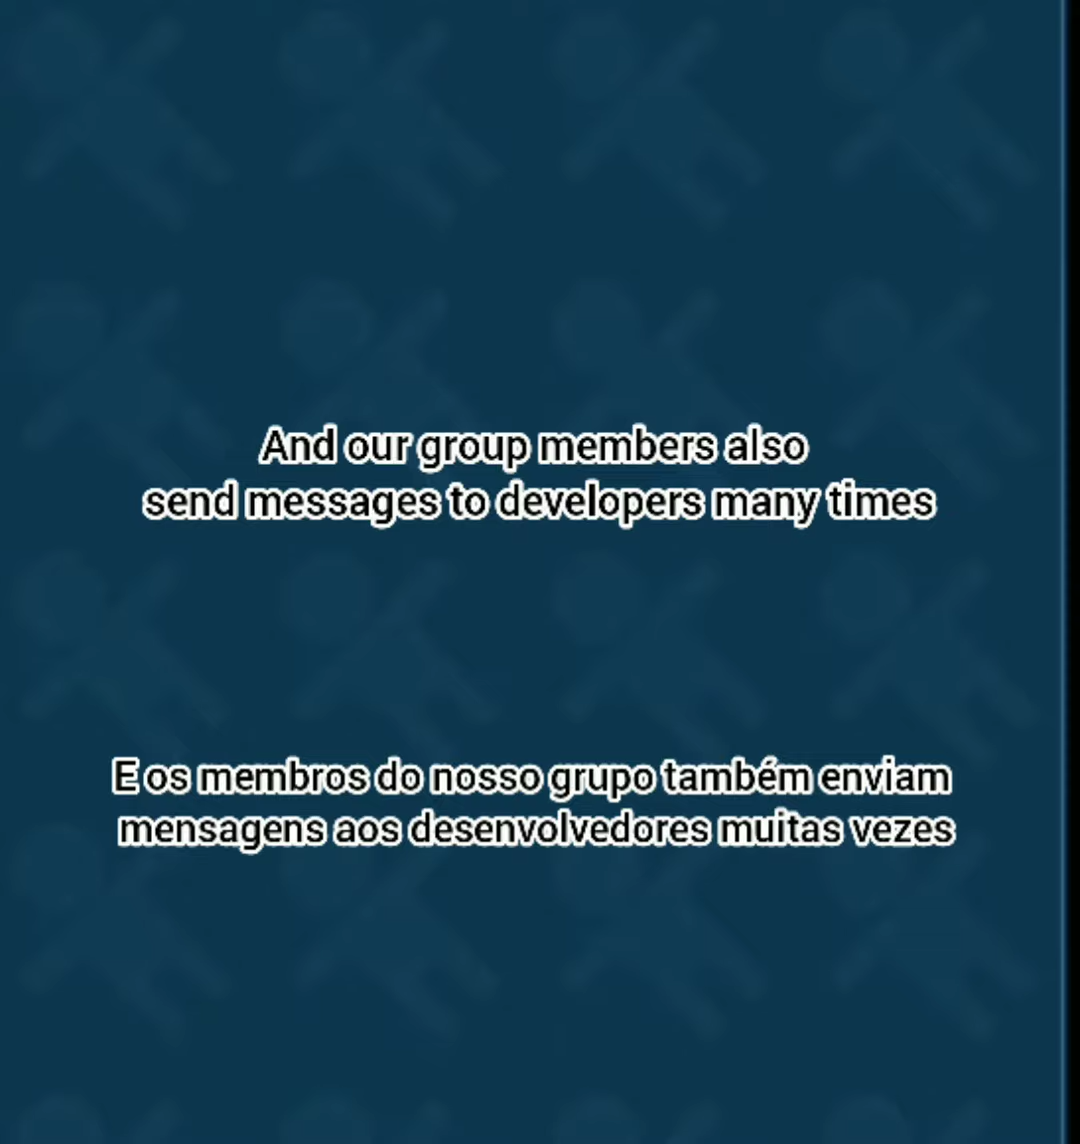 And our group members also
send messages to developers many times
E os membros do nosso grupo também enviam
mensagens aos desenvolvedores muitas vezes